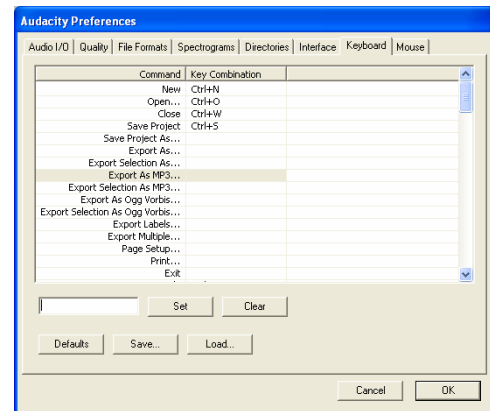 Audacity Preferences
Audio I/O Quality File Formats Spectrograms Directories Interface Keyboard Mouse
Command Key Combination
New Ctrl+N
Open... Ctrl+O
Close Ctrl+W
Save Project Ctrl+S
Save Project As...
Export As...
Export Selection As...
Export As MP3...
Export Selection As MP3...
Export As Ogg Vorbis...
Export Selection As Ogg Vorbis...
Export Labels...
Export Multiple...
Page Setup...
Print...
Exit
Set Clear
Defaults Save... Load...
Cancel OK